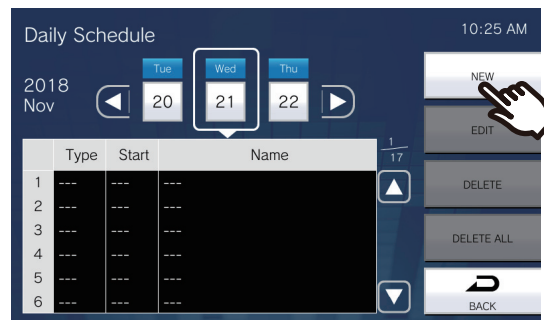 Daily Schedule
10:25 AM
2018
Nov
Tue
20
Wed
21
Thu
22
NEW
EDIT
DELETE
DELETE ALL
BACK
1
17
Type Start Name
1 --- --- ---
2 --- --- ---
3 --- --- ---
4 --- --- ---
5 --- --- ---
6 --- --- ---